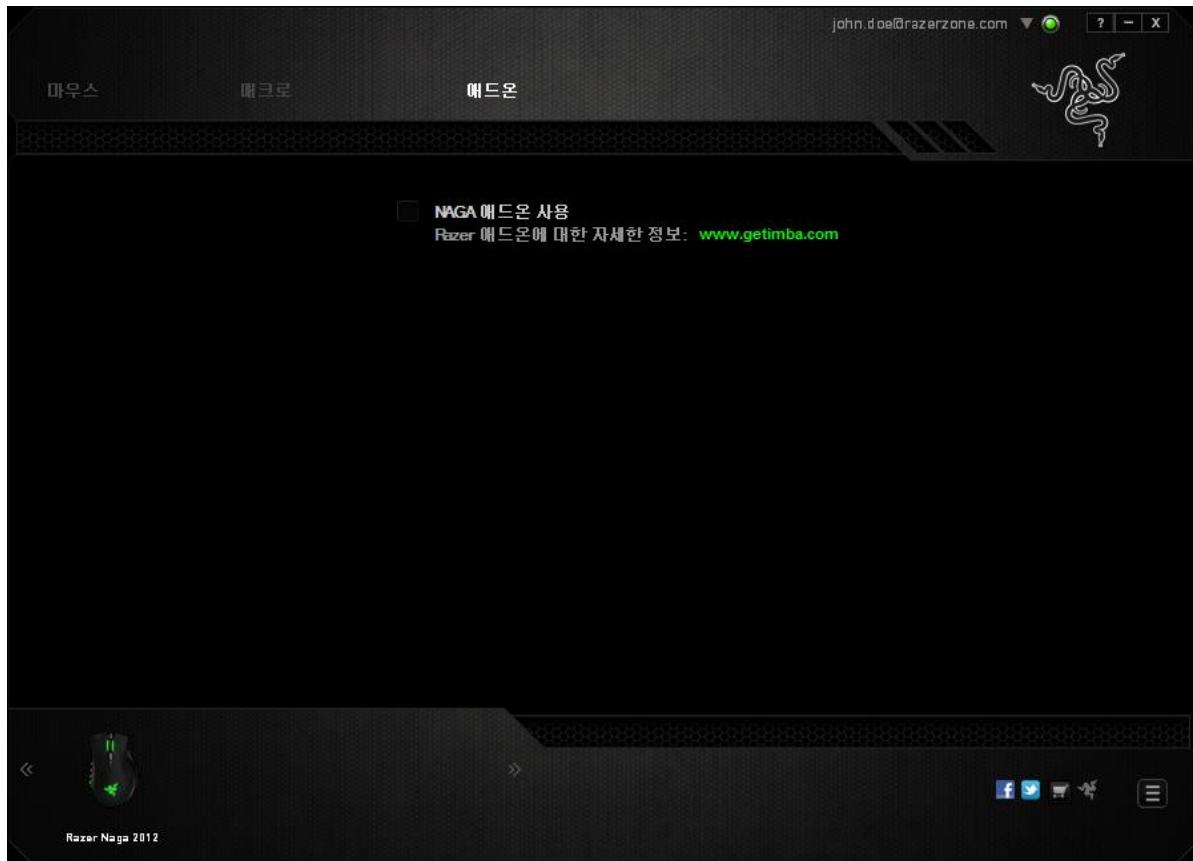 john.doe@razerzone.com ? — X
마우스 매크로 애드온
NAGA 애드온 사용
Razer 애드온에 대한 자세한 정보: www.getimba.com
Razer Naga 2012